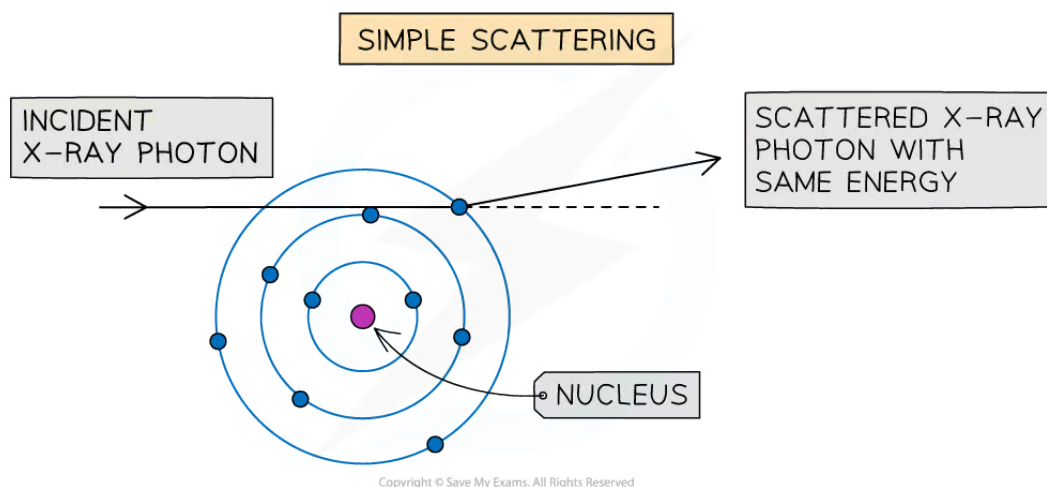 SIMPLE SCATTERING
INCIDENT
X-RAY PHOTON
SCATTERED X-RAY
PHOTON WITH
SAME ENERGY
NUCLEUS
Copyright © Save My Exams. All Rights Reserved